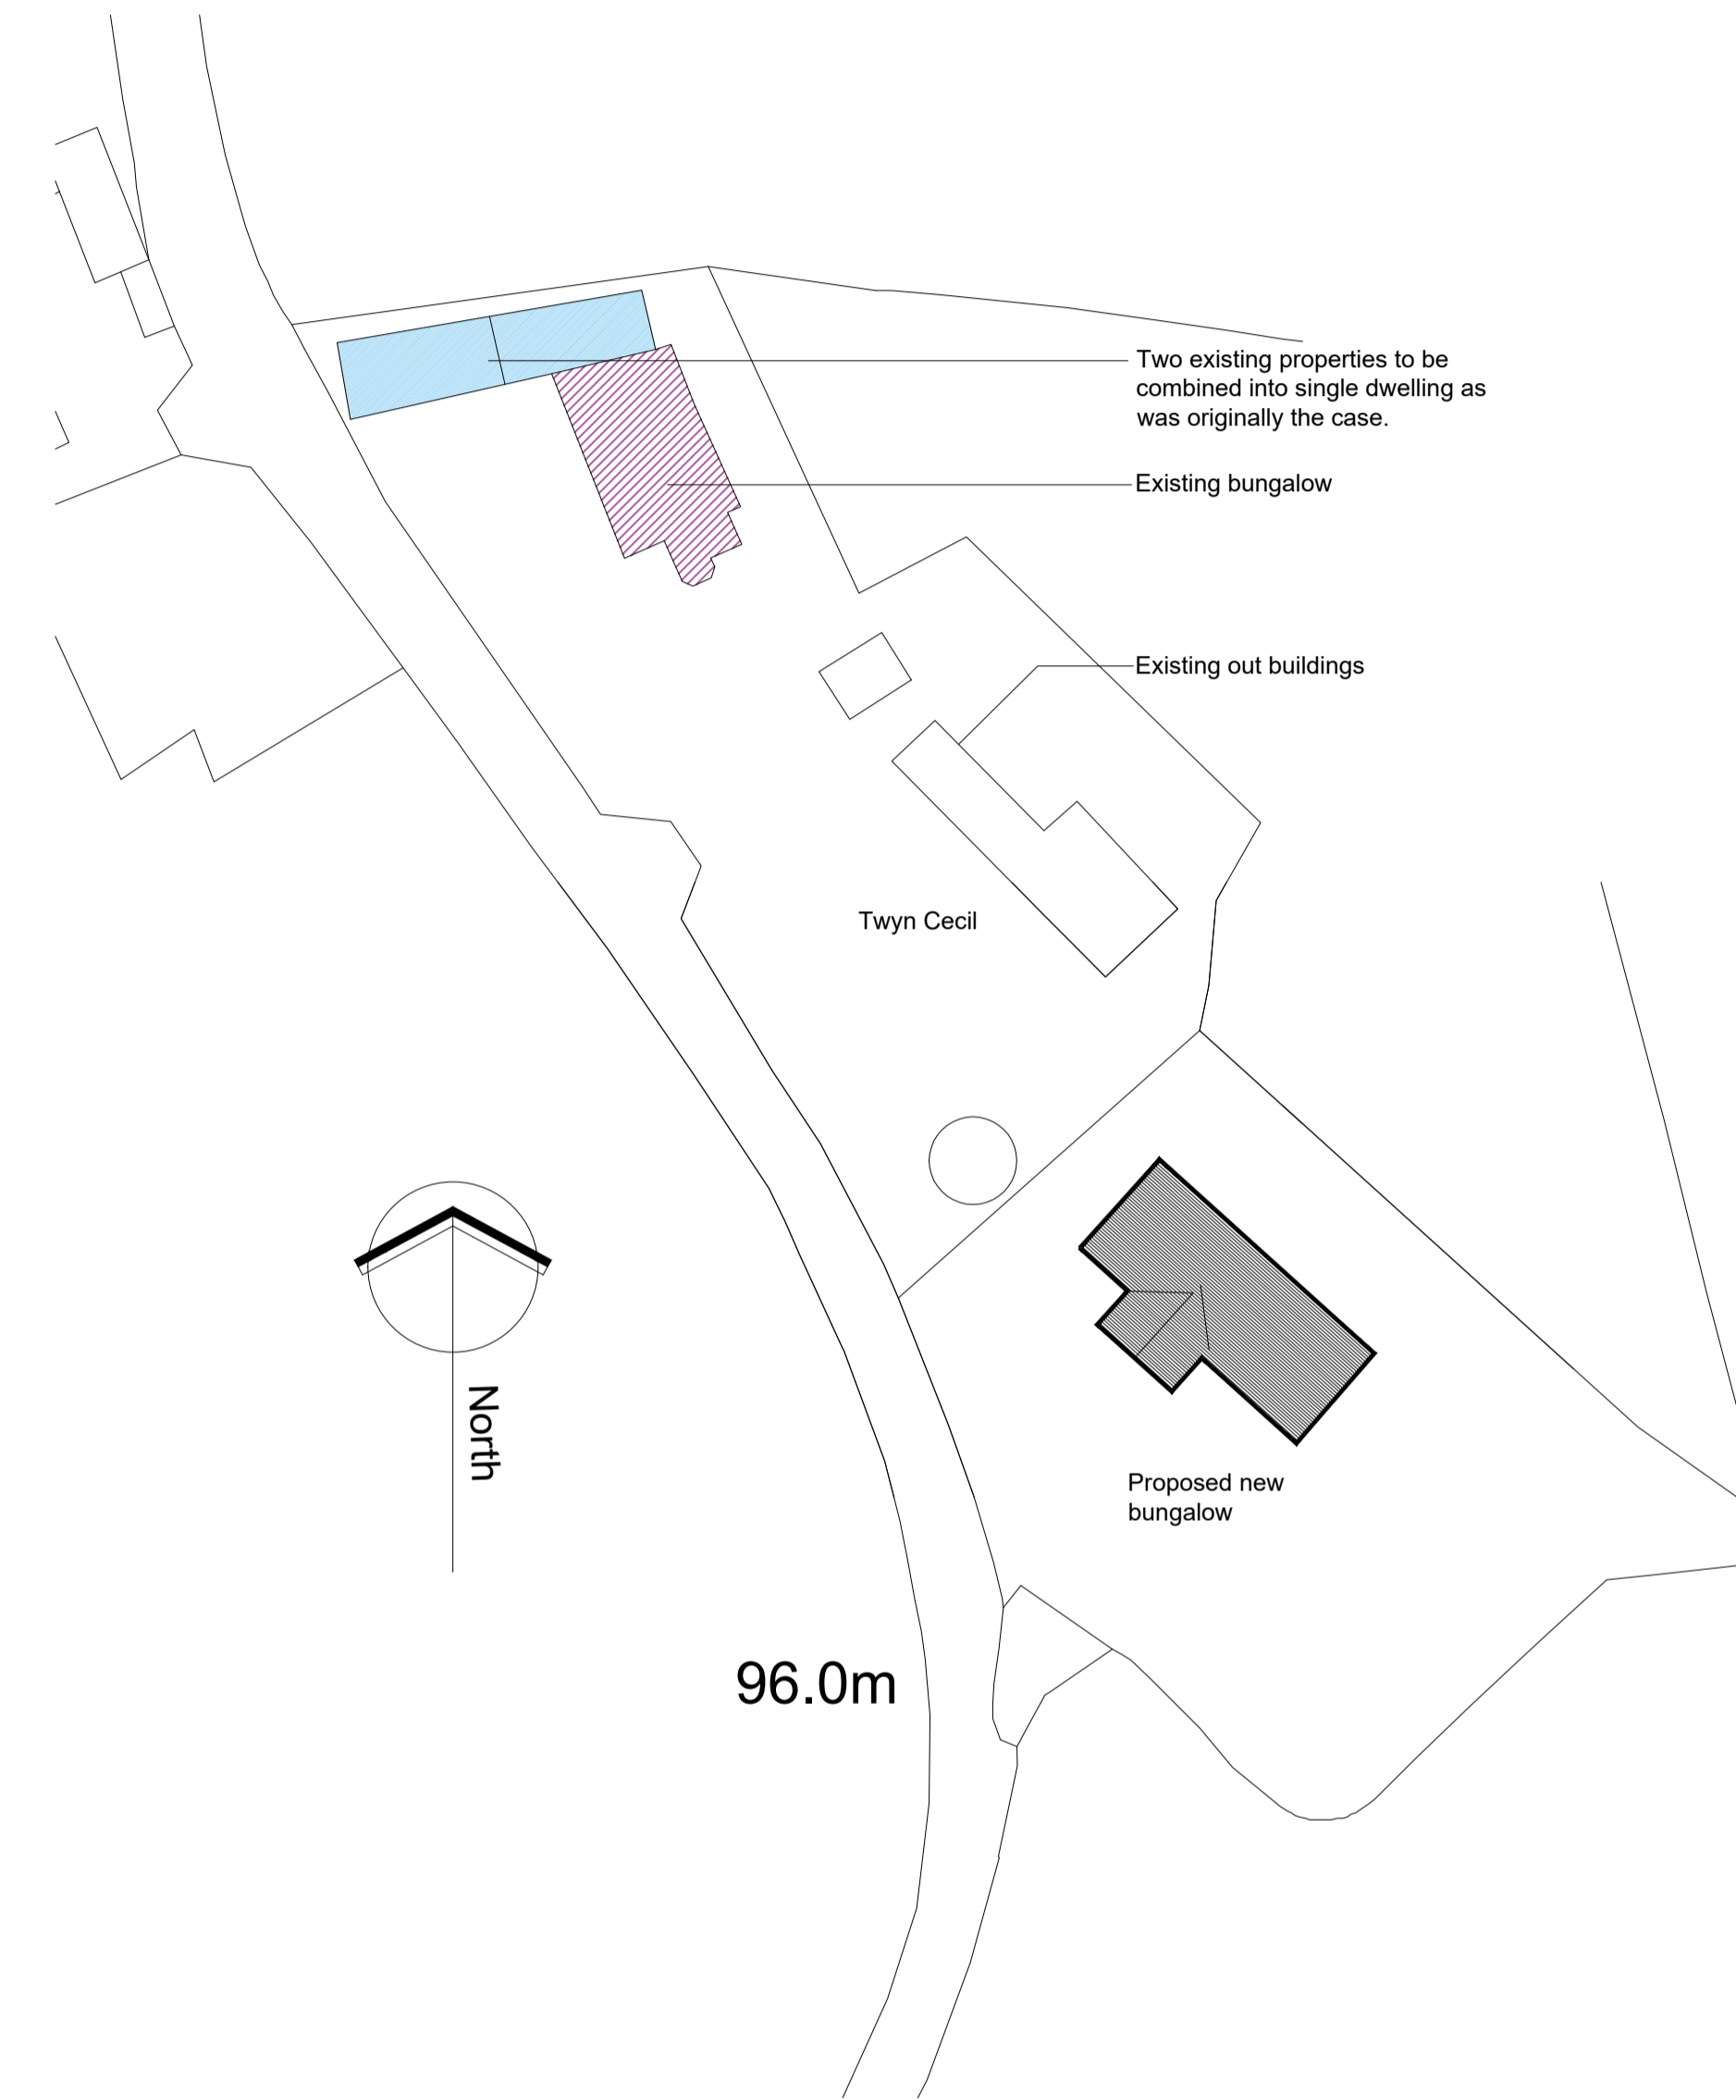 Two existing properties to be
combined into single dwelling as
was originally the case.
Existing bungalow
Existing out buildings
Twyn Cecil
North
Proposed new
bungalow
96.0m